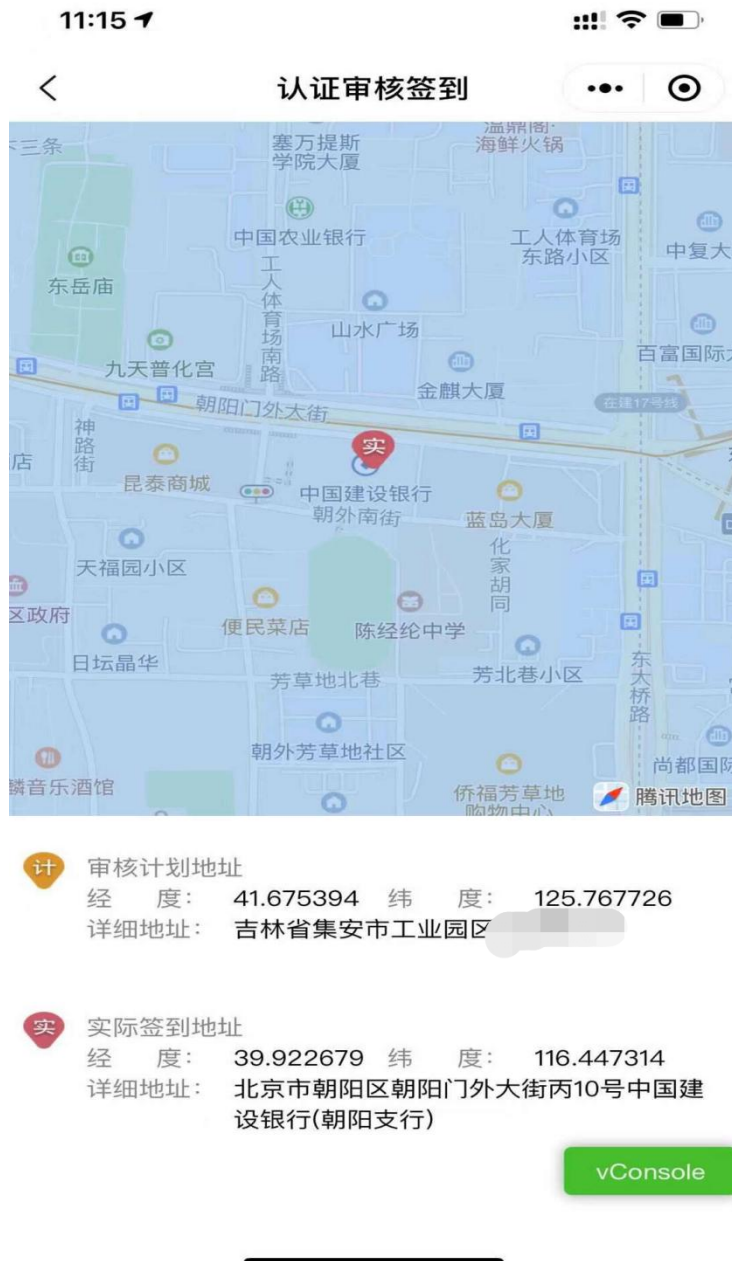 11:15
认证审核签到
下三条
塞万提斯
学院大厦
温鼎阁·
海鲜火锅
中国农业银行
工人体育场
东路小区
中复大
东岳庙
工人体育场南路
山水广场
九天普化宫
百富国际
金麒大厦
朝阳门外大街
在建17号线
神路街
实
店
昆泰商城
中国建设银行
朝外南街
蓝岛大厦
天福园小区
化家胡同
区政府
便民菜店
陈经纶中学
日坛晶华
芳草地北巷
芳北巷小区
东大桥路
朝外芳草地社区
尚都国际
麟音乐酒馆
侨福芳草地
购物中心
腾讯地图
计 审核计划地址
经 度: 41.675394 纬 度: 125.767726
详细地址: 吉林省集安市工业园区
实 实际签到地址
经 度: 39.922679 纬 度: 116.447314
详细地址: 北京市朝阳区朝阳门外大街丙10号中国建
设银行(朝阳支行)
vConsole